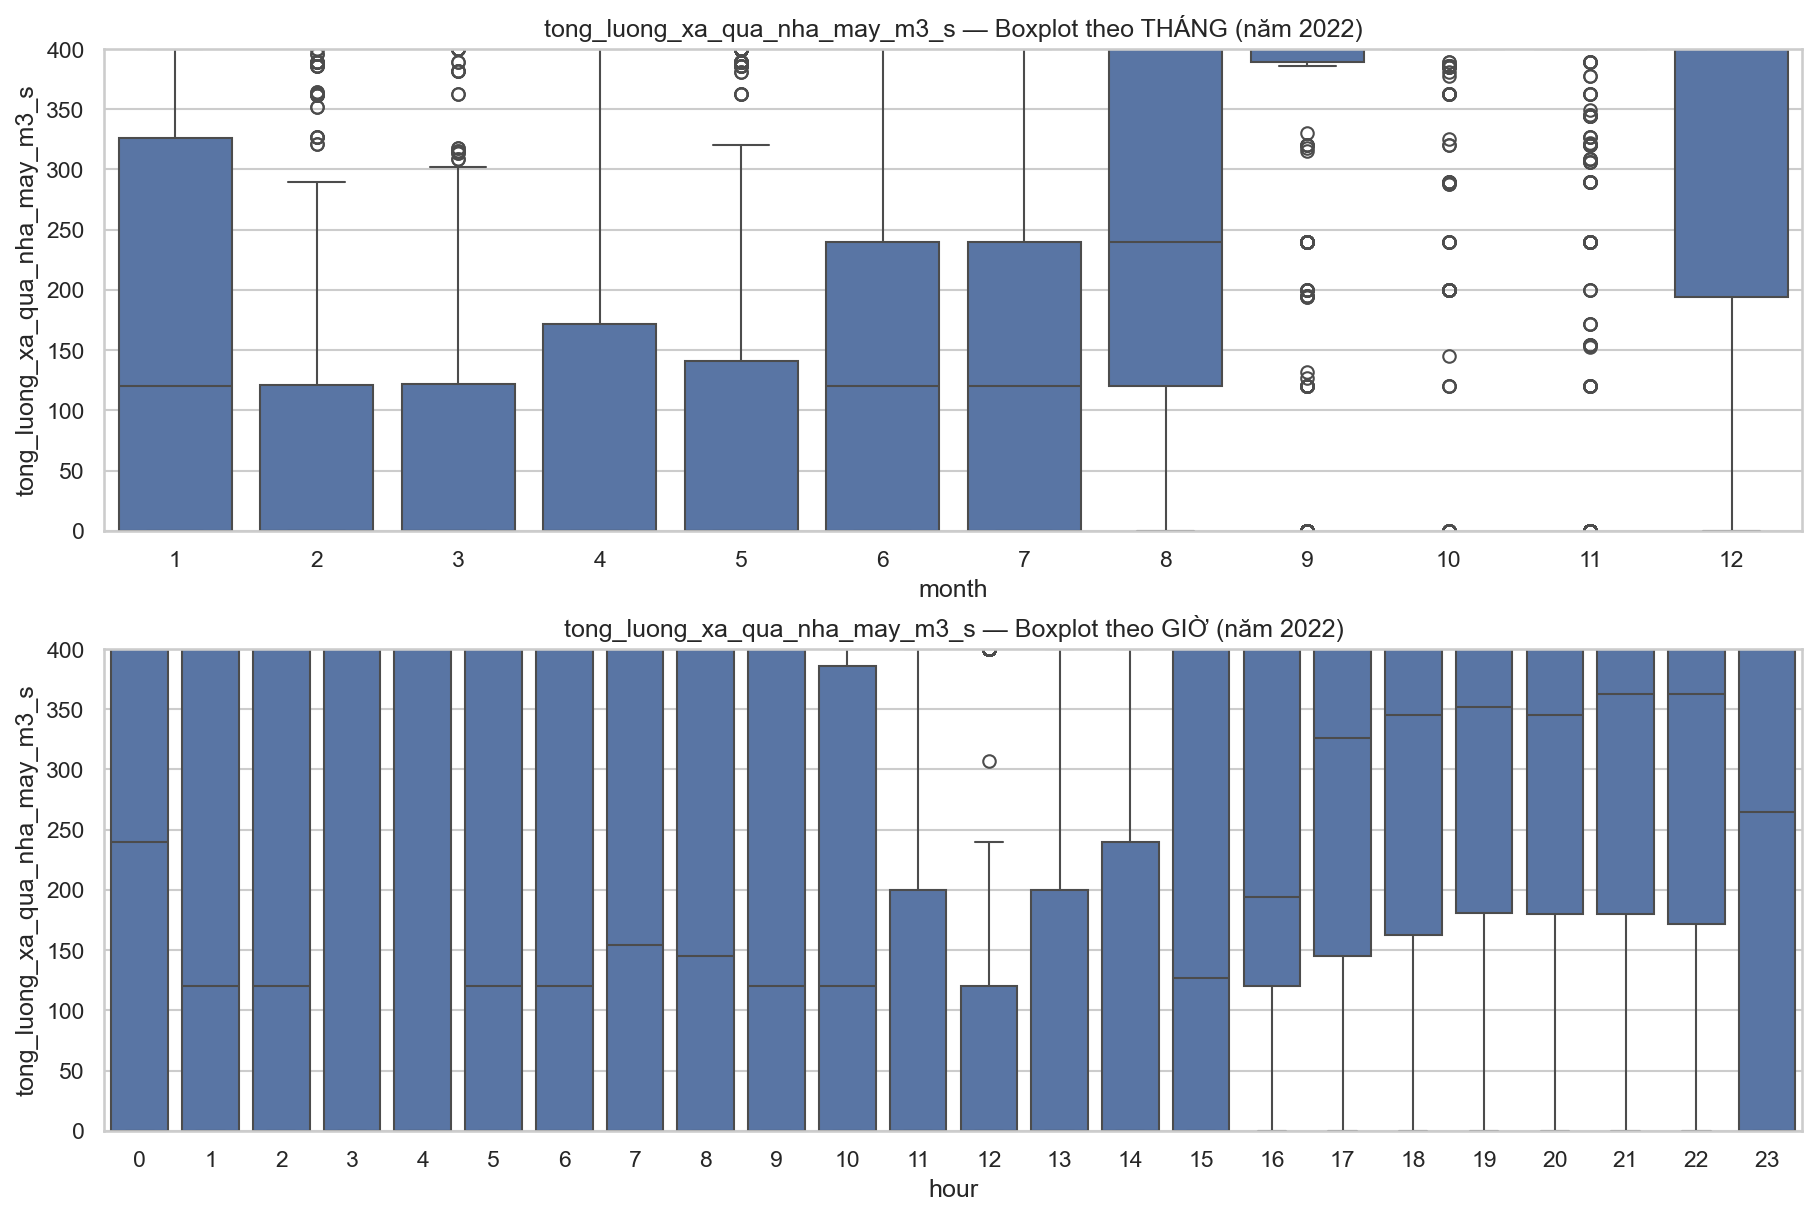 tong_luong_xa_qua_nha_may_m3_s — Boxplot theo THÁNG (năm 2022)
tong_luong_xa_qua_nha_may_m3_s
400
350
300
250
200
150
100
50
0
1 2 3 4 5 6 7 8 9 10 11 12
month
tong_luong_xa_qua_nha_may_m3_s — Boxplot theo GIỜ (năm 2022)
tong_luong_xa_qua_nha_may_m3_s
400
350
300
250
200
150
100
50
0
0 1 2 3 4 5 6 7 8 9 10 11 12 13 14 15 16 17 18 19 20 21 22 23
hour